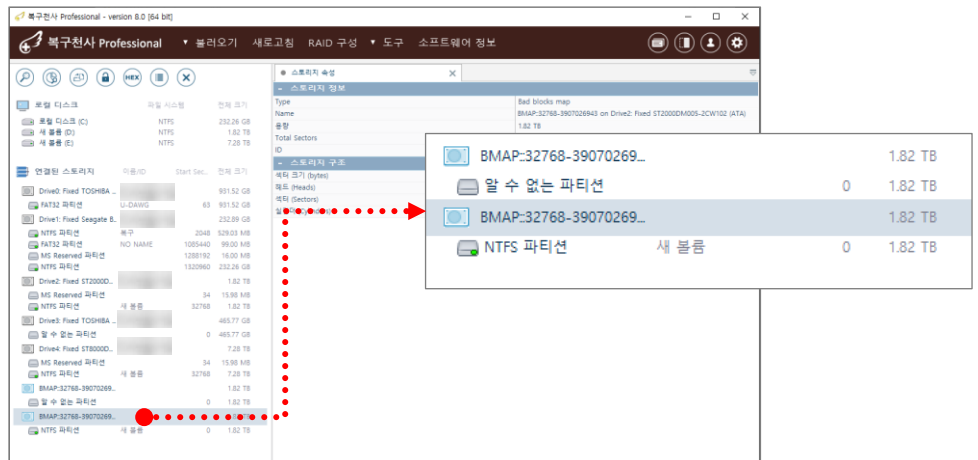 복구천사 Professional - version 8.0 [64 bit]
복구천사 Professional ▼ 불러오기 새로고침 RAID 구성 ▼ 도구 소프트웨어 정보
HEX
로컬 디스크 파일 시스템 전체 크기
로컬 디스크 (C) NTFS 232.26 GB
새 볼륨 (D) NTFS 1.82 TB
새 볼륨 (E) NTFS 7.28 TB
연결된 스토리지 이름/ID Start Sec... 전체 크기
Drive0: Fixed TOSHIBA ... 931.52 GB
FAT32 파티션 U-DAWG 63 931.52 GB
Drive1: Fixed Seagate B... 232.89 GB
NTFS 파티션 복구 2048 529.03 MB
FAT32 파티션 NO NAME 1085440 99.00 MB
MS Reserved 파티션 1288192 16.00 MB
NTFS 파티션 1320960 232.26 GB
Drive2: Fixed ST2000D... 1.82 TB
MS Reserved 파티션 34 15.98 MB
NTFS 파티션 새 볼륨 32768 1.82 TB
Drive3: Fixed TOSHIBA ... 465.77 GB
알 수 없는 파티션 0 465.77 GB
Drive4: Fixed ST8000D... 7.28 TB
MS Reserved 파티션 34 15.98 MB
NTFS 파티션 새 볼륨 32768 7.28 TB
BMAP:32768-39070269... 1.82 TB
알 수 없는 파티션 0 1.82 TB
BMAP:32768-39070269...
NTFS 파티션 새 볼륨 0 1.82 TB
스토리지 속성
스토리지 정보
Type Bad blocks map
Name BMAP:32768-3907026943 on Drive2: Fixed ST2000DM005-2CW102 (ATA)
용량 1.82 TB
Total Sectors
ID
스토리지 구조
섹터 크기 (bytes)
헤드 (Heads)
섹터 (Sectors)
BMAP:32768-39070269... 1.82 TB
알 수 없는 파티션 0 1.82 TB
BMAP:32768-39070269... 1.82 TB
NTFS 파티션 새 볼륨 0 1.82 TB